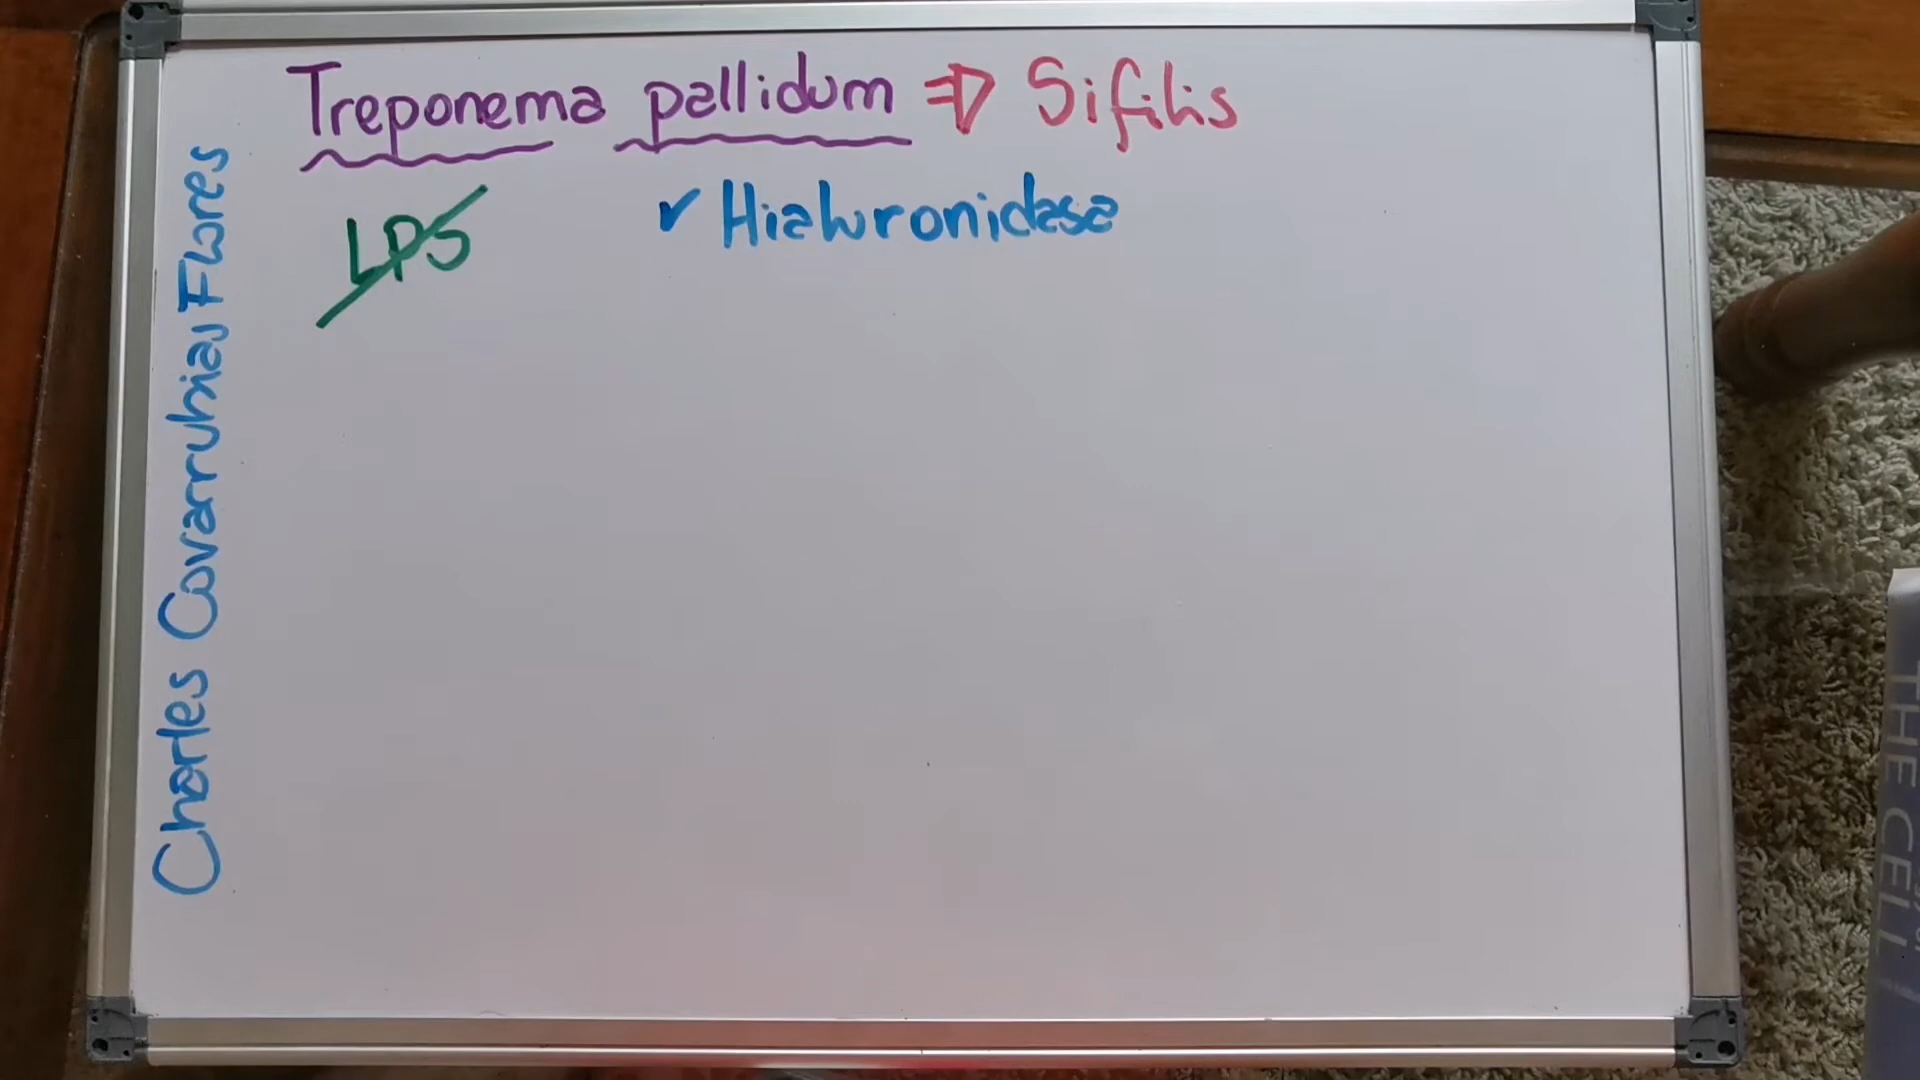 Treponema pallidum ⇒ Sifilis
LPS
✓ Hialuronidasa
Charles Covarrubias Flores
THE CELL